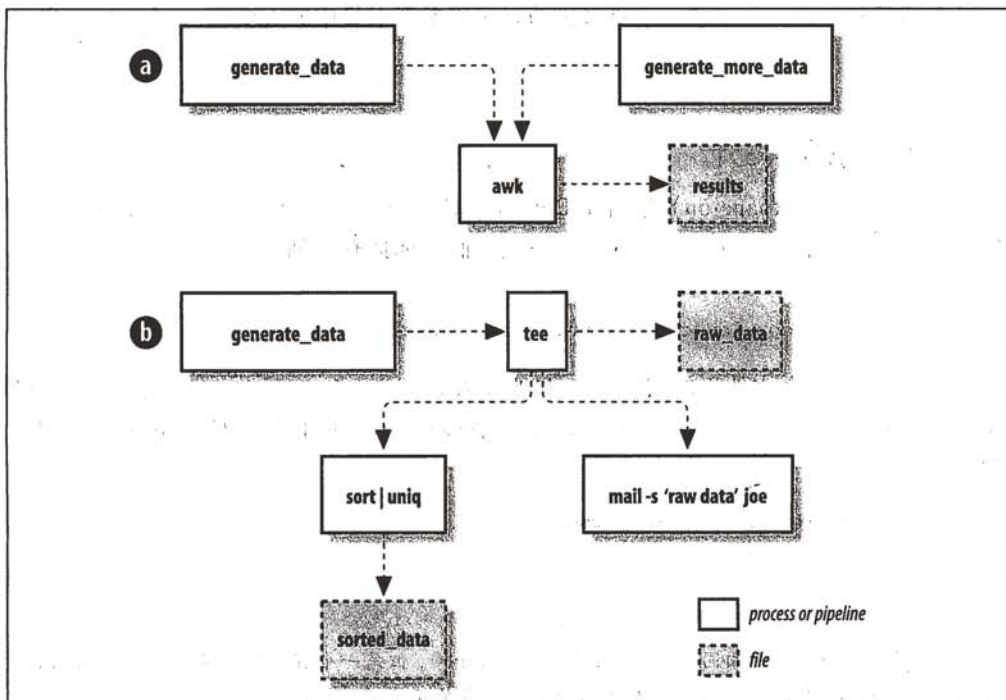 a
generate_data
generate_more_data
awk
results
b
generate_data
tee
raw_data
sort | uniq
mail -s ‘raw data’ joe
sorted_data
process or pipeline
file